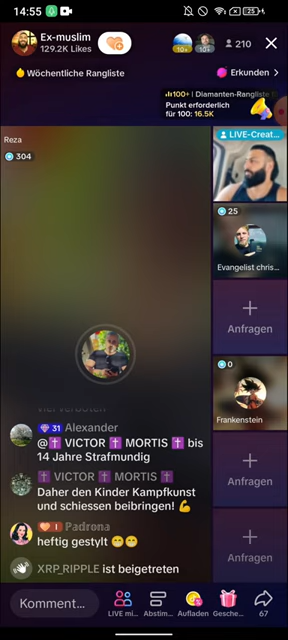 14:55
25
Ex-muslim
129.2K Likes
10+
10+
210
Wöchentliche Rangliste
Erkunden >
100+ | Diamanten-Rangliste
Punkt erforderlich
für 100: 16.5K
Reza
304
LIVE-Creat...
25
Evangelist chris...
Anfragen
0
Frankenstein
Anfragen
Anfragen
31 Alexander
@✝ VICTOR ✝ MORTIS ✝ bis
14 Jahre Strafmundig
✝ VICTOR ✝ MORTIS ✝
Daher den Kinder Kampfkunst
und schiessen beibringen! 💪
I Padrona
heftig gestylt 😁😁
XRP_RIPPLE ist beigetreten
Komment...
LIVE mi...
Abstim...
Aufladen
Gesche...
67